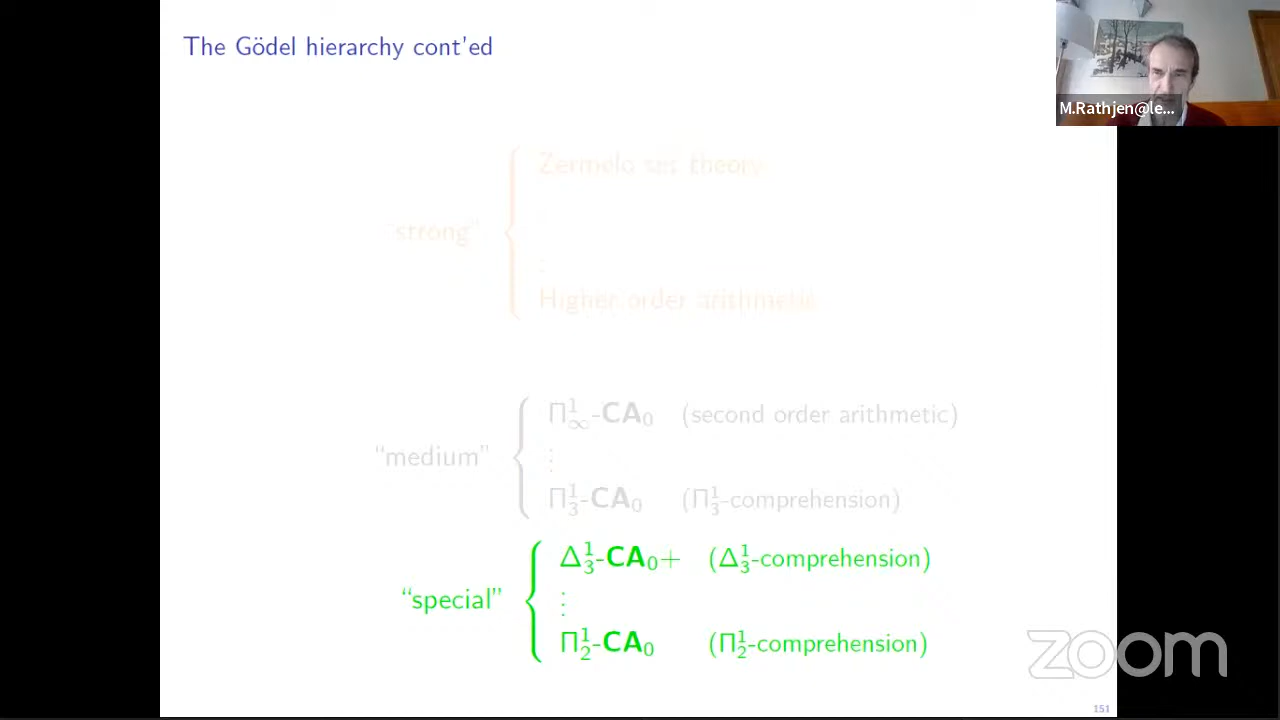 The Gödel hierarchy cont'ed
M.Rathjen@le...
Zermelo set theory
"strong"
⋮
Higher order arithmetic
Π¹_∞-CA₀ (second order arithmetic)
"medium" ⋮
Π¹₃-CA₀ (Π¹₃-comprehension)
Δ¹₃-CA₀+ (Δ¹₃-comprehension)
"special" ⋮
Π¹₂-CA₀ (Π¹₂-comprehension)
zoom
151